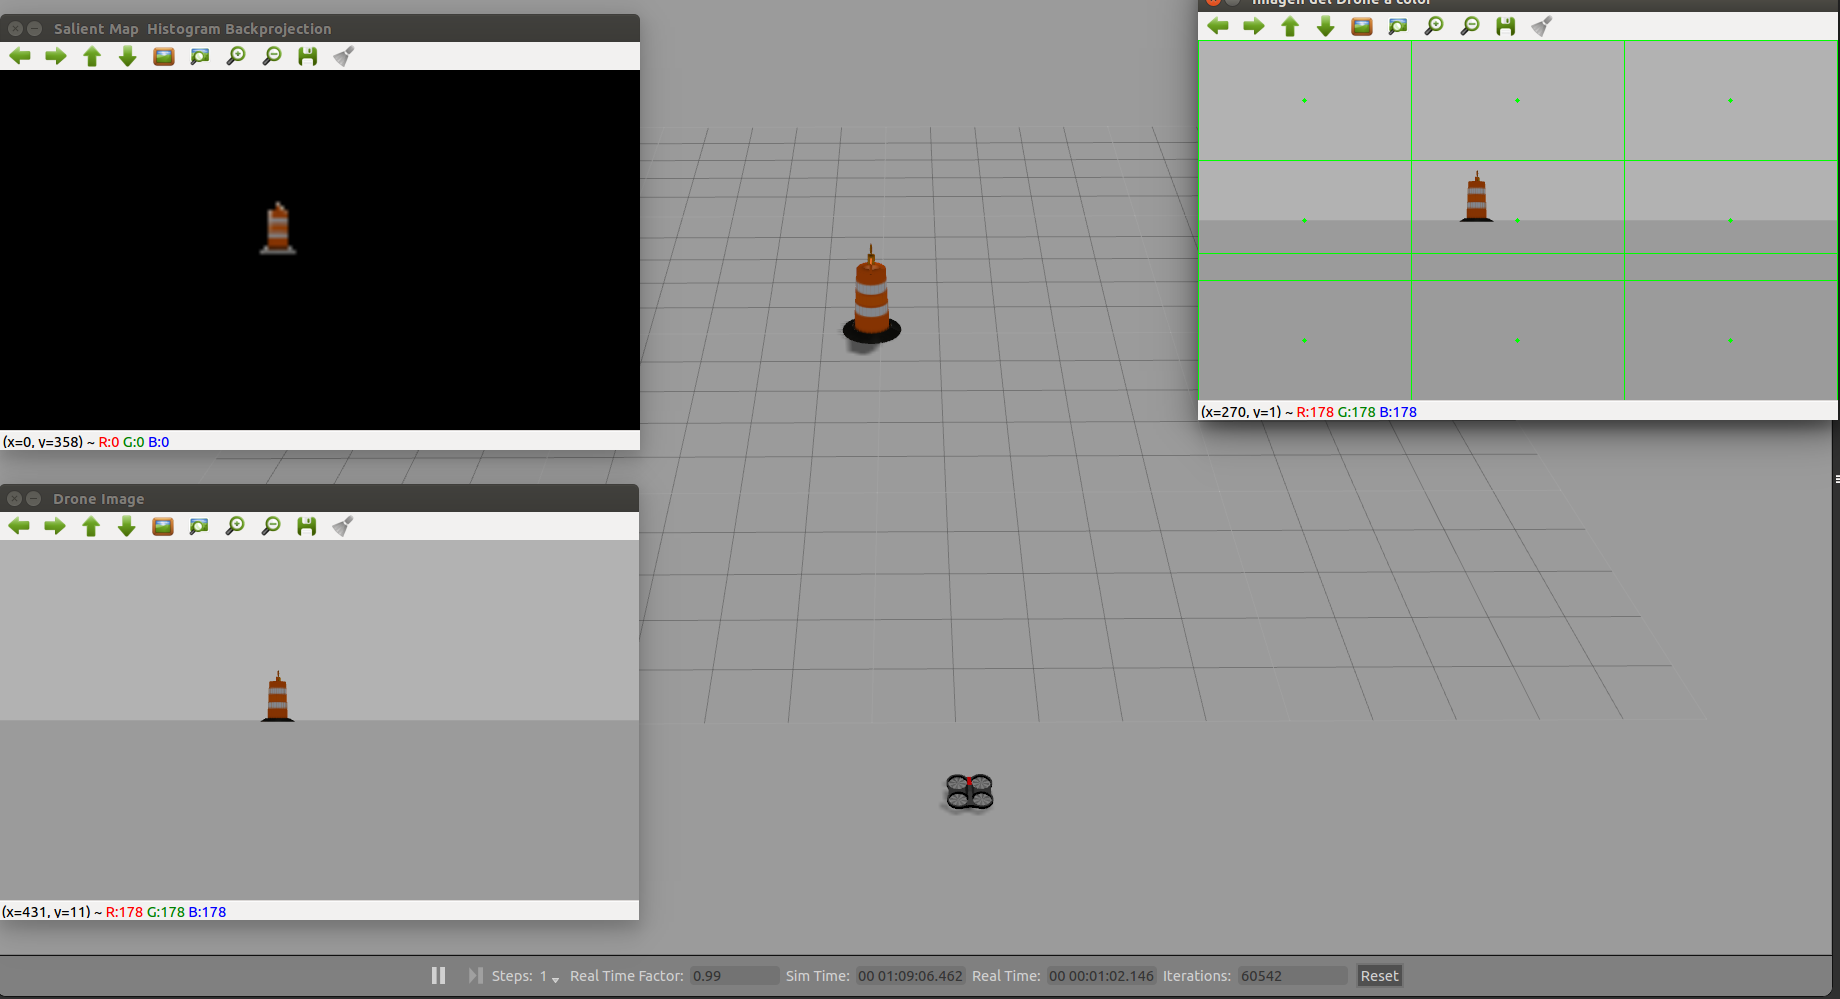 Salient Map  Histogram Backprojection
(x=0, y=358) ~ R:0 G:0 B:0
Imagen del Drone a color
(x=270, y=1) ~ R:178 G:178 B:178
Drone Image
(x=431, y=11) ~ R:178 G:178 B:178
Steps: 1 Real Time Factor: 0.99 Sim Time: 00 01:09:06.462 Real Time: 00 00:01:02.146 Iterations: 60542 Reset